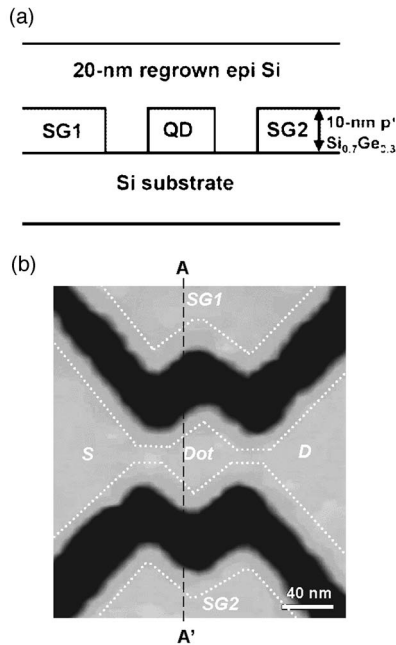 (a)
20-nm regrown epi Si
SG1
QD
SG2
10-nm p⁺
Si₀.₇Ge₀.₃
Si substrate
(b)
A
SG1
S
Dot
D
SG2
40 nm
A'